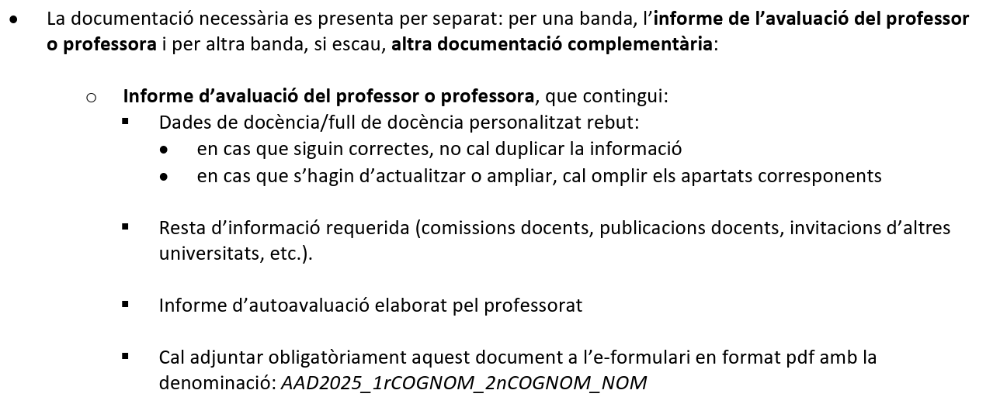 • La documentació necessària es presenta per separat: per una banda, l’informe de l’avaluació del professor
o professora i per altra banda, si escau, altra documentació complementària:
○ Informe d’avaluació del professor o professora, que contingui:
▪ Dades de docència/full de docència personalitzat rebut:
• en cas que siguin correctes, no cal duplicar la informació
• en cas que s’hagin d’actualitzar o ampliar, cal omplir els apartats corresponents
▪ Resta d’informació requerida (comissions docents, publicacions docents, invitacions d’altres
universitats, etc.).
▪ Informe d’autoavaluació elaborat pel professorat
▪ Cal adjuntar obligatòriament aquest document a l’e-formulari en format pdf amb la
denominació: AAD2025_1rCOGNOM_2nCOGNOM_NOM